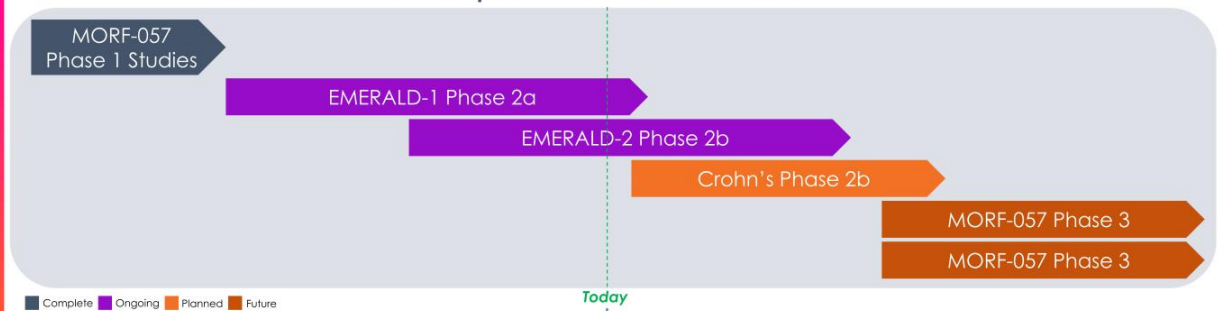 MORF-057
Phase 1 Studies
EMERALD-1 Phase 2a
EMERALD-2 Phase 2b
Crohn's Phase 2b
MORF-057 Phase 3
MORF-057 Phase 3
Complete Ongoing Planned Future
Today